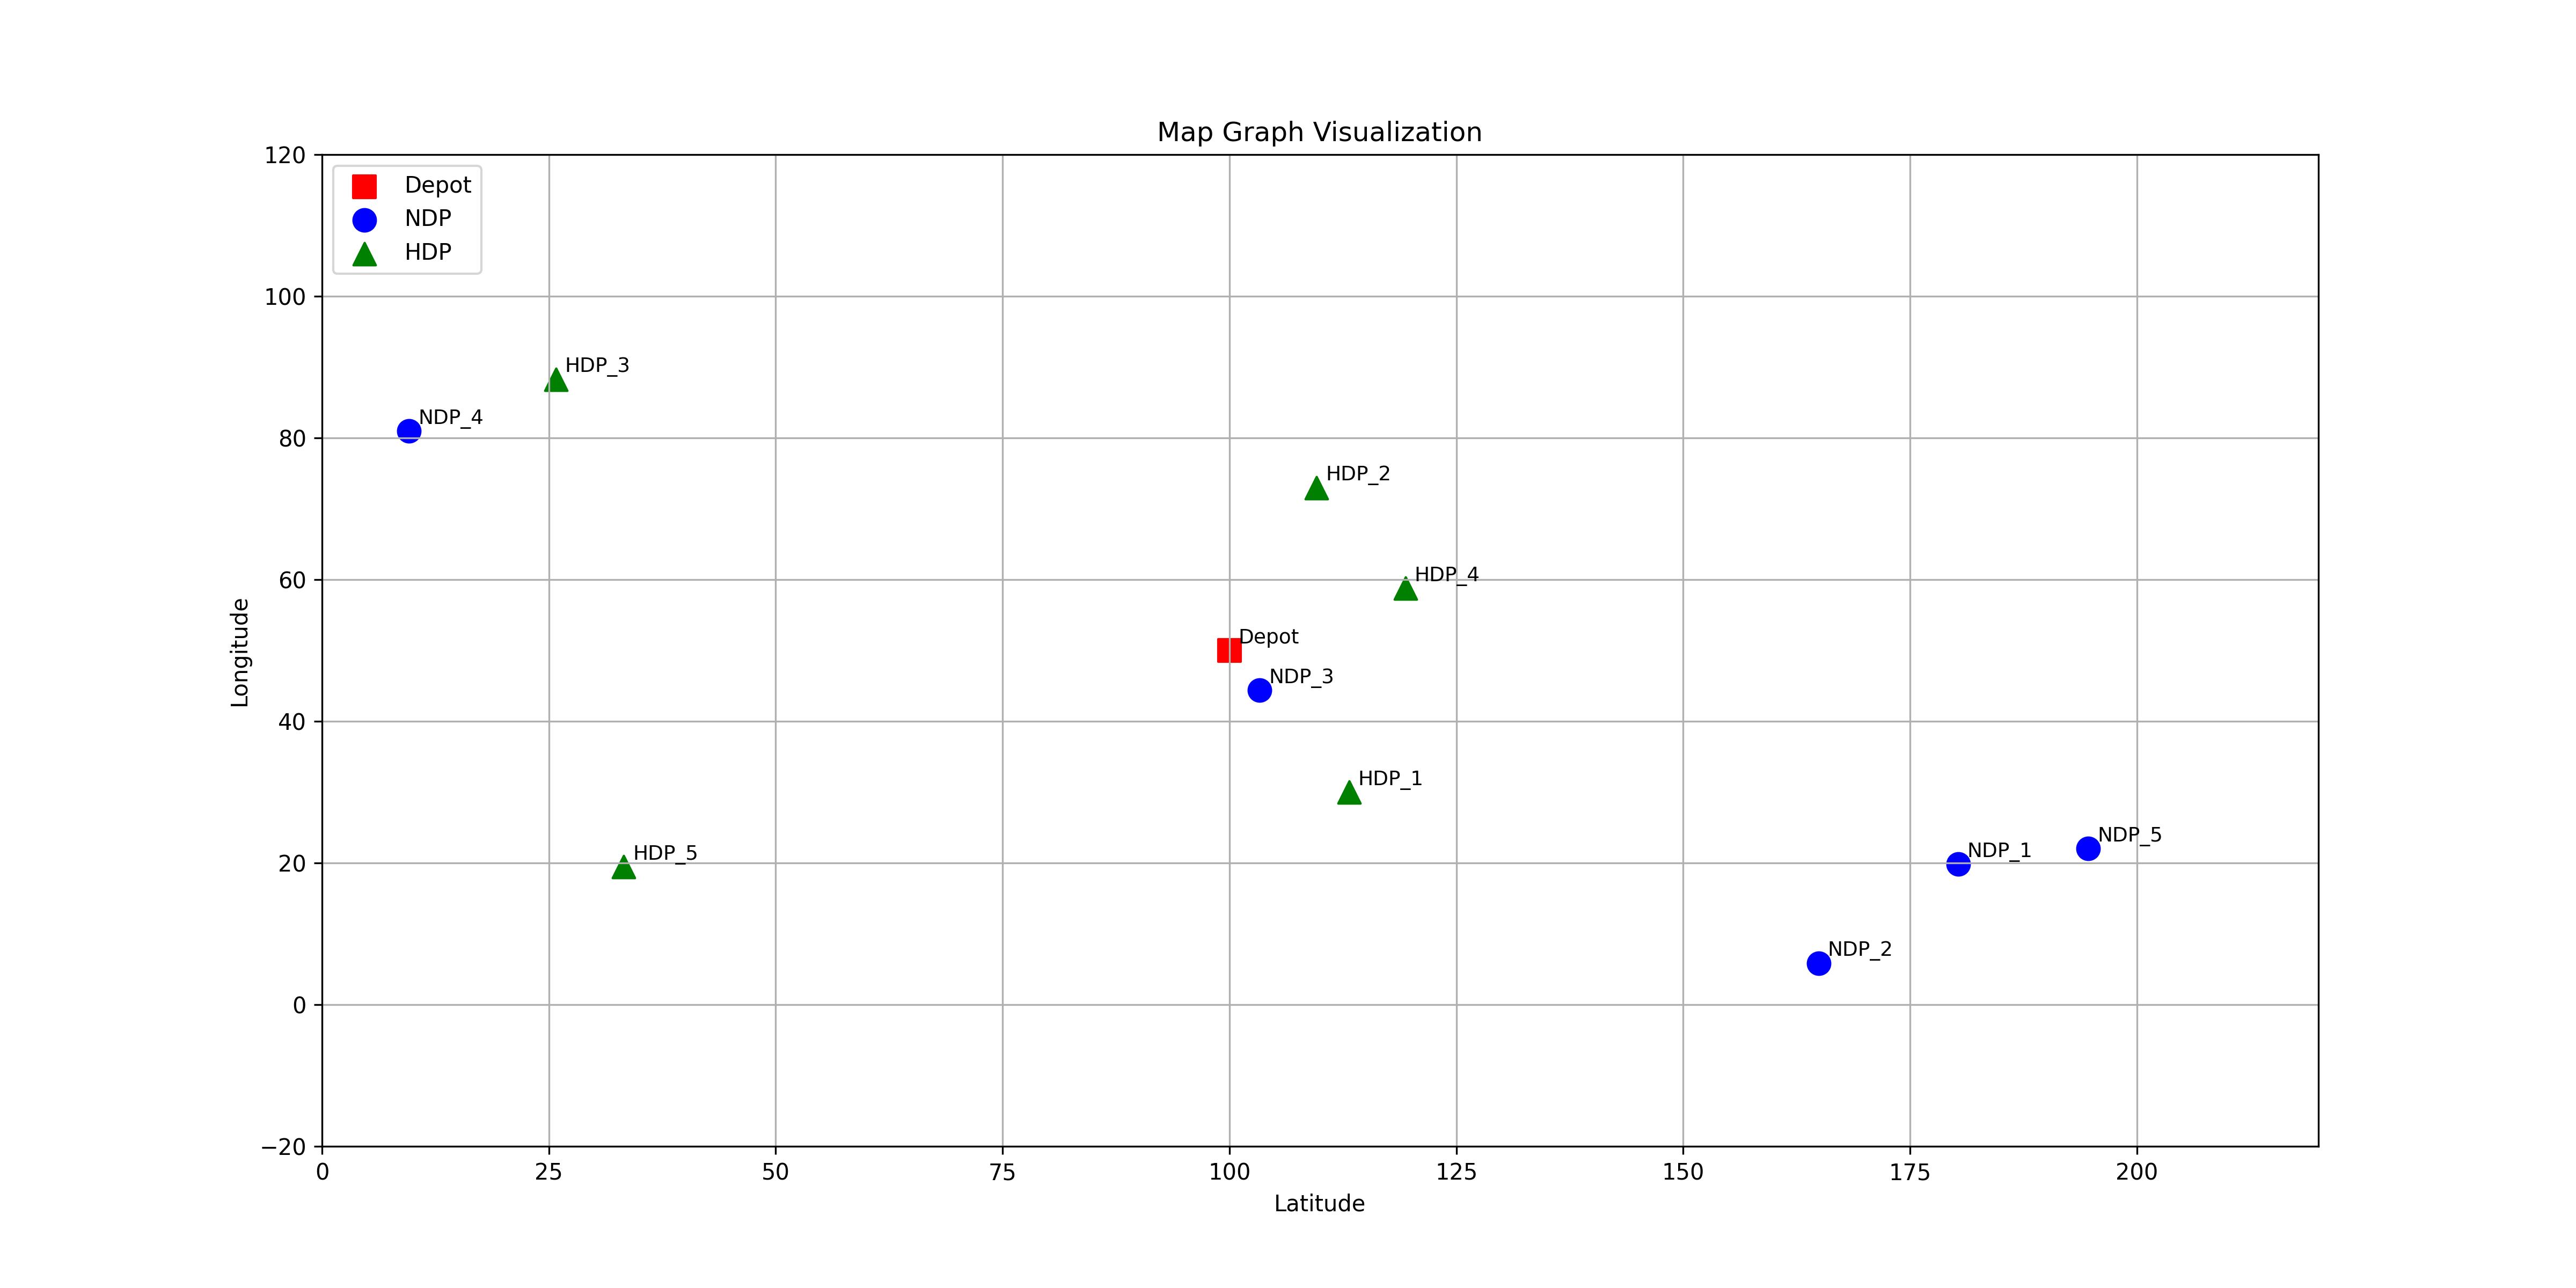 Map Graph Visualization
120
100
80
60
40
20
0
−20
Longitude
Depot
NDP
HDP
HDP_3
NDP_4
HDP_2
HDP_4
Depot
NDP_3
HDP_1
HDP_5
NDP_5
NDP_1
NDP_2
0 25 50 75 100 125 150 175 200
Latitude